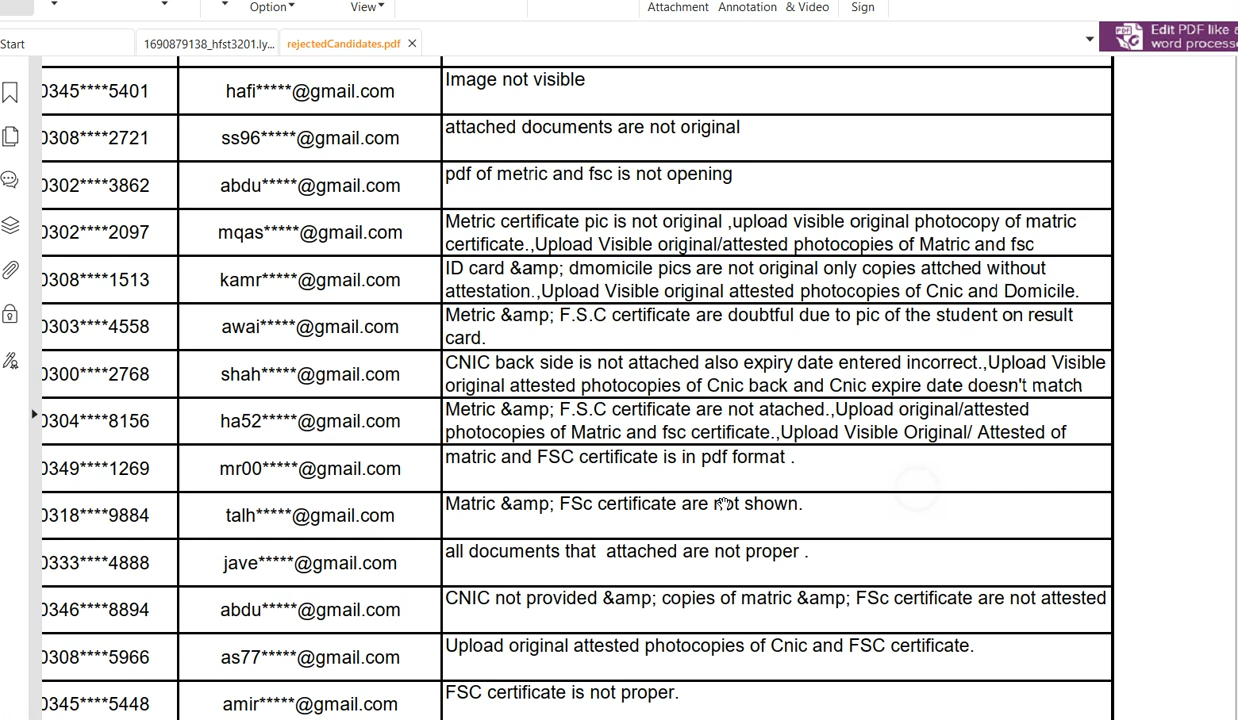 Option View Attachment Annotation & Video Sign
Start 1690879138_hfst3201.ly... rejectedCandidates.pdf Edit PDF like a
word process
0345****5401 hafi*****@gmail.com Image not visible
0308****2721 ss96*****@gmail.com attached documents are not original
0302****3862 abdu*****@gmail.com pdf of metric and fsc is not opening
0302****2097 mqas*****@gmail.com Metric certificate pic is not original ,upload visible original photocopy of matric
certificate.,Upload Visible original/attested photocopies of Matric and fsc
0308****1513 kamr*****@gmail.com ID card &amp; dmomicile pics are not original only copies attched without
attestation.,Upload Visible original attested photocopies of Cnic and Domicile.
0303****4558 awai*****@gmail.com Metric &amp; F.S.C certificate are doubtful due to pic of the student on result
card.
0300****2768 shah*****@gmail.com CNIC back side is not attached also expiry date entered incorrect.,Upload Visible
original attested photocopies of Cnic back and Cnic expire date doesn't match
0304****8156 ha52*****@gmail.com Metric &amp; F.S.C certificate are not atached.,Upload original/attested
photocopies of Matric and fsc certificate.,Upload Visible Original/ Attested of
0349****1269 mr00*****@gmail.com matric and FSC certificate is in pdf format .
0318****9884 talh*****@gmail.com Matric &amp; FSc certificate are not shown.
0333****4888 jave*****@gmail.com all documents that attached are not proper .
0346****8894 abdu*****@gmail.com CNIC not provided &amp; copies of matric &amp; FSc certificate are not attested
0308****5966 as77*****@gmail.com Upload original attested photocopies of Cnic and FSC certificate.
0345****5448 amir*****@gmail.com FSC certificate is not proper.